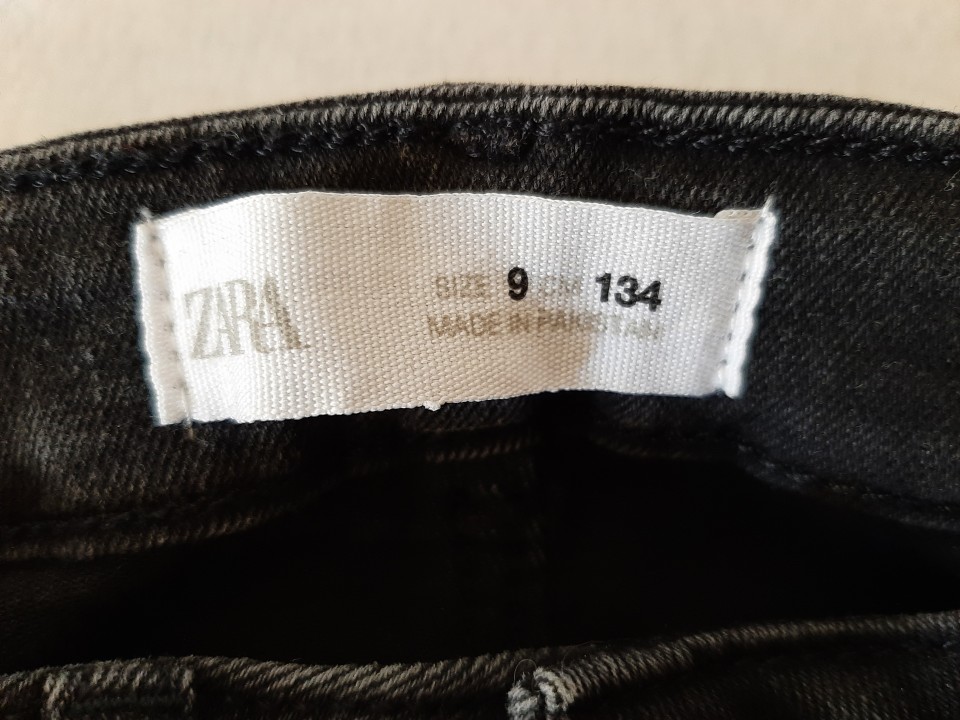 ZARA
SIZE 9 CM 134
MADE IN PAKISTAN